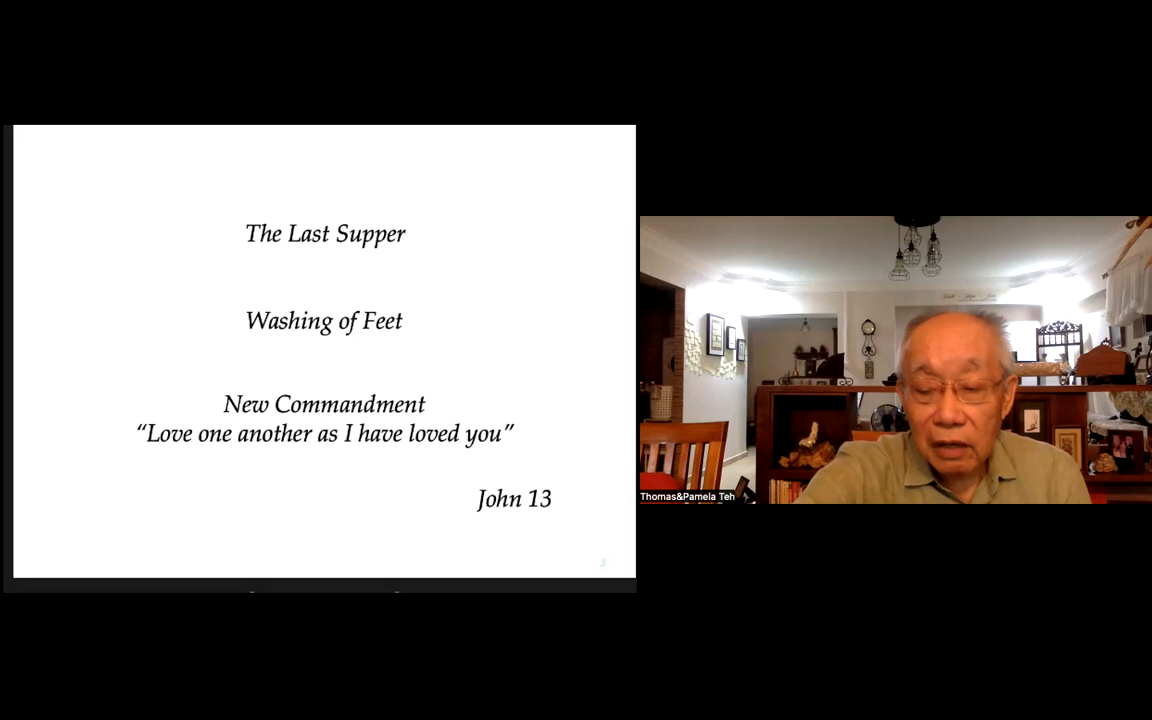 The Last Supper
Washing of Feet
New Commandment
“Love one another as I have loved you”
John 13
3
Thomas&Pamela Teh